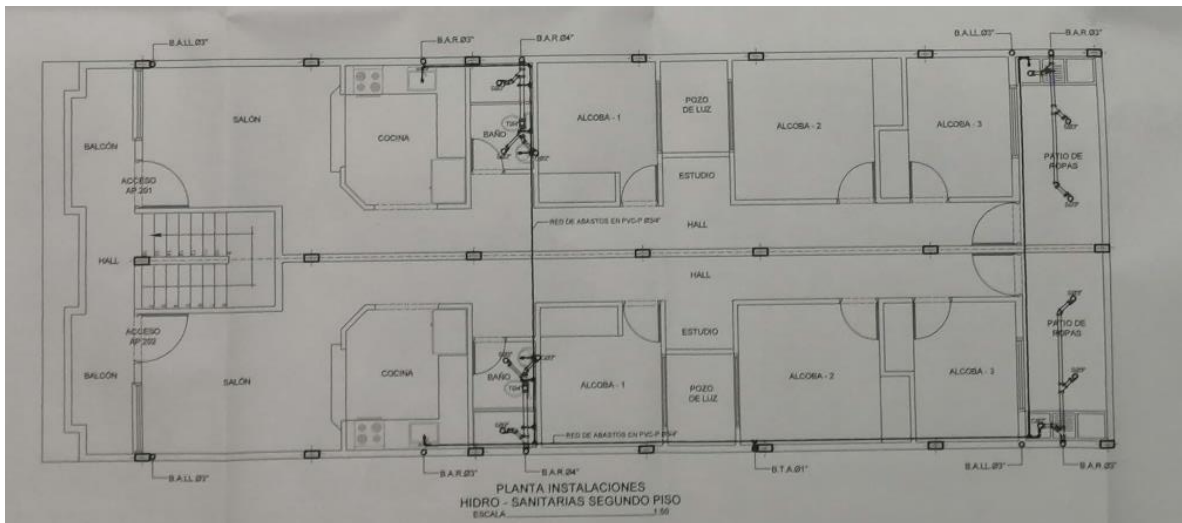 B.A.LL.Ø3"
B.A.R.Ø3"
B.A.R.Ø4"
B.A.LL.Ø3"
B.A.R.Ø3"
BALCÓN
SALÓN
COCINA
BAÑO
ALCOBA - 1
POZO
DE LUZ
ALCOBA - 2
ALCOBA - 3
PATIO DE
ROPAS
ACCESO
AP.201
ESTUDIO
RED DE ABASTOS EN PVC-P Ø3/4"
HALL
HALL
HALL
ACCESO
AP.202
ESTUDIO
PATIO DE
ROPAS
BALCÓN
SALÓN
COCINA
BAÑO
ALCOBA - 1
POZO
DE LUZ
ALCOBA - 2
ALCOBA - 3
RED DE ABASTOS EN PVC-P Ø3/4"
B.A.LL.Ø3"
B.A.R.Ø3"
B.A.R.Ø4"
B.T.A.Ø1"
B.A.LL.Ø3"
B.A.R.Ø3"
PLANTA INSTALACIONES
HIDRO - SANITARIAS SEGUNDO PISO
ESCALA 1:50